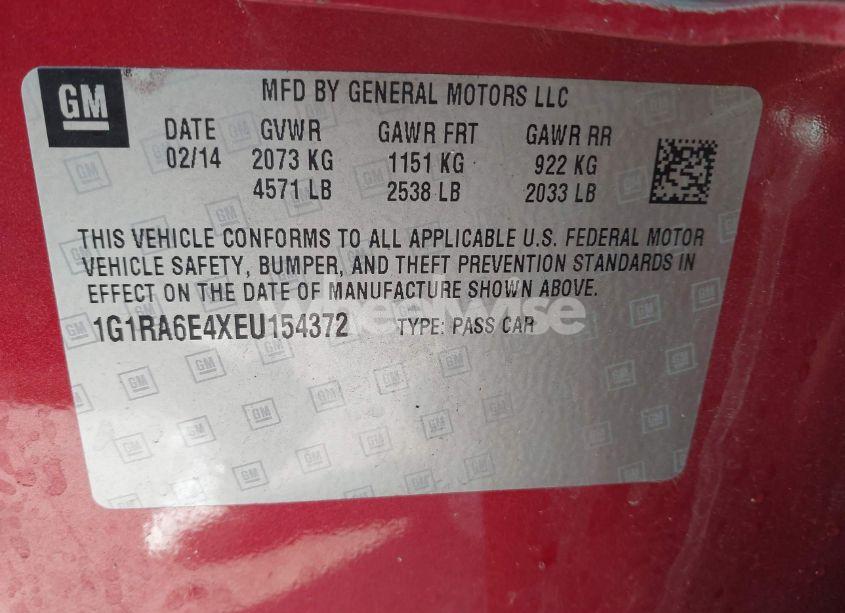 GM
MFD BY GENERAL MOTORS LLC
DATE GVWR GAWR FRT GAWR RR
02/14 2073 KG 1151 KG 922 KG
4571 LB 2538 LB 2033 LB
THIS VEHICLE CONFORMS TO ALL APPLICABLE U.S. FEDERAL MOTOR
VEHICLE SAFETY, BUMPER, AND THEFT PREVENTION STANDARDS IN
EFFECT ON THE DATE OF MANUFACTURE SHOWN ABOVE.
1G1RA6E4XEU154372 TYPE: PASS CAR